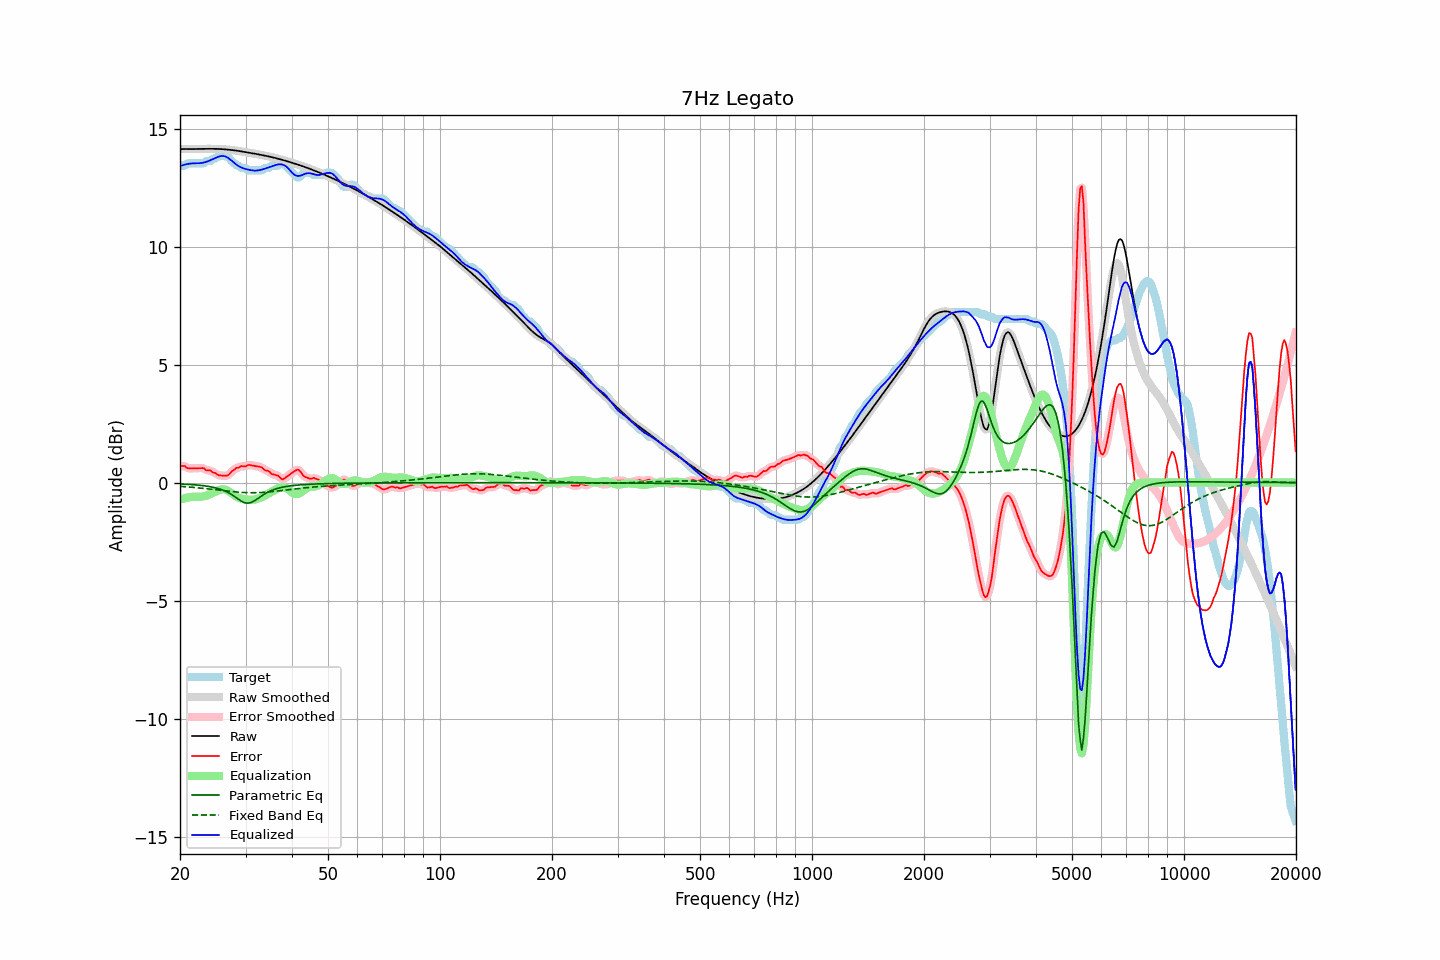 7Hz Legato
15
10
5
0
−5
−10
−15
Amplitude (dBr)
Target
Raw Smoothed
Error Smoothed
Raw
Error
Equalization
Parametric Eq
Fixed Band Eq
Equalized
20
50
100
200
500
1000
2000
5000
10000
20000
Frequency (Hz)